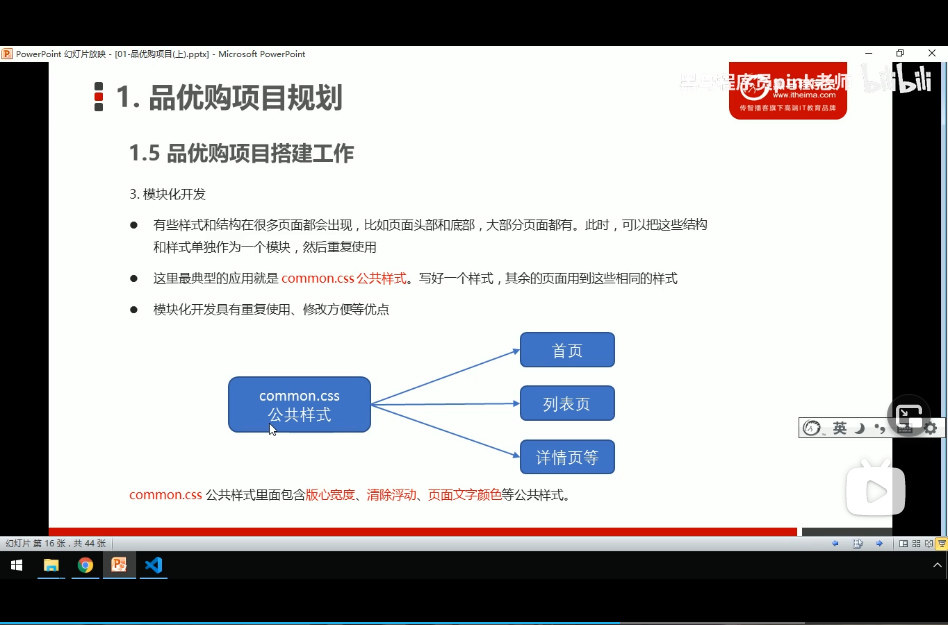 PowerPoint 幻灯片放映 - [01-品优购项目(上).pptx] - Microsoft PowerPoint
1. 品优购项目规划
程序员pink老师
bilibili
www.itheima.com
传智播客旗下高端IT教育品牌
1.5 品优购项目搭建工作
3. 模块化开发
有些样式和结构在很多页面都会出现，比如页面头部和底部，大部分页面都有。此时，可以把这些结构
和样式单独作为一个模块，然后重复使用
这里最典型的应用就是 common.css 公共样式。写好一个样式，其余的页面用到这些相同的样式
模块化开发具有重复使用、修改方便等优点
首页
common.css
公共样式
列表页
英
详情页等
common.css 公共样式里面包含版心宽度、清除浮动、页面文字颜色等公共样式。
幻灯片 第 16 张，共 44 张